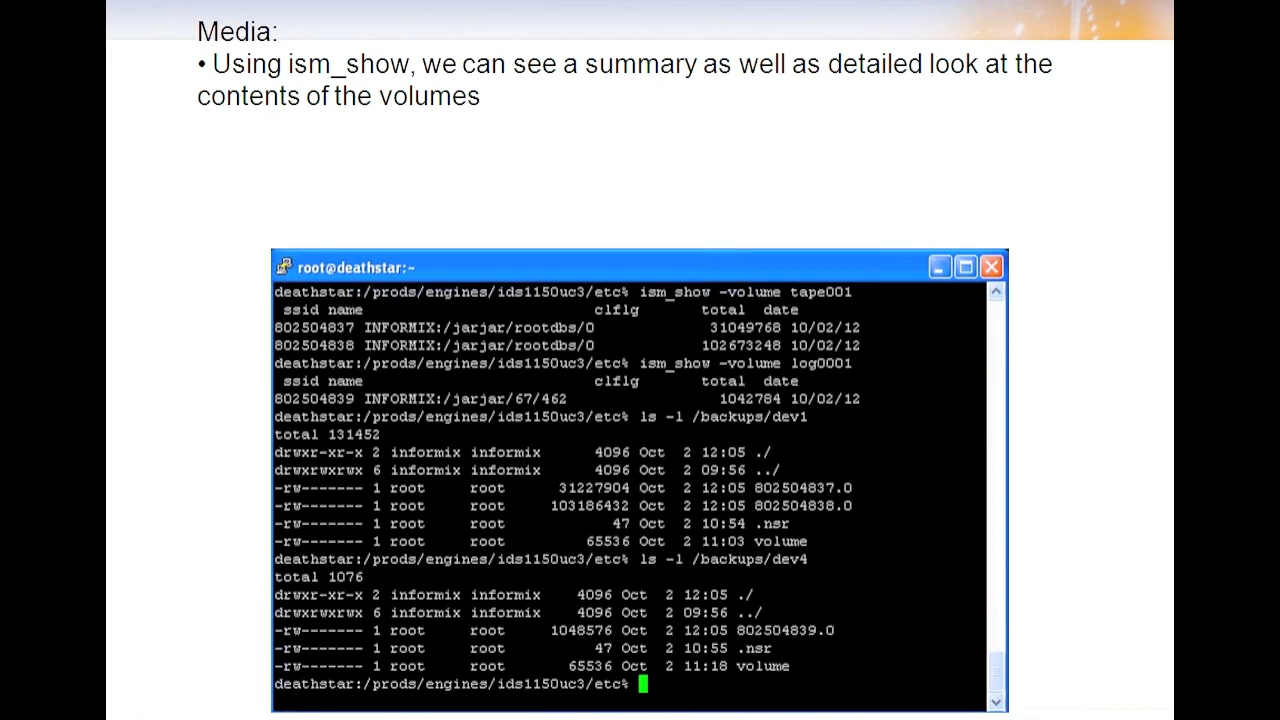 Media:
• Using ism_show, we can see a summary as well as detailed look at the
contents of the volumes
root@deathstar:~
deathstar:/prods/engines/ids1150uc3/etc% ism_show -volume tape001
ssid name clflg total date
802504837 INFORMIX:/jarjar/rootdbs/0 31049768 10/02/12
802504838 INFORMIX:/jarjar/rootdbs/0 102673248 10/02/12
deathstar:/prods/engines/ids1150uc3/etc% ism_show -volume log0001
ssid name clflg total date
802504839 INFORMIX:/jarjar/67/462 1042784 10/02/12
deathstar:/prods/engines/ids1150uc3/etc% ls -l /backups/dev1
total 131452
drwxr-xr-x 2 informix informix 4096 Oct 2 12:05 ./
drwxrwxrwx 6 informix informix 4096 Oct 2 09:56 ../
-rw------- 1 root root 31227904 Oct 2 12:05 802504837.0
-rw------- 1 root root 103186432 Oct 2 12:05 802504838.0
-rw------- 1 root root 47 Oct 2 10:54 .nsr
-rw------- 1 root root 65536 Oct 2 11:03 volume
deathstar:/prods/engines/ids1150uc3/etc% ls -l /backups/dev4
total 1076
drwxr-xr-x 2 informix informix 4096 Oct 2 12:05 ./
drwxrwxrwx 6 informix informix 4096 Oct 2 09:56 ../
-rw------- 1 root root 1048576 Oct 2 12:05 802504839.0
-rw------- 1 root root 47 Oct 2 10:55 .nsr
-rw------- 1 root root 65536 Oct 2 11:18 volume
deathstar:/prods/engines/ids1150uc3/etc%